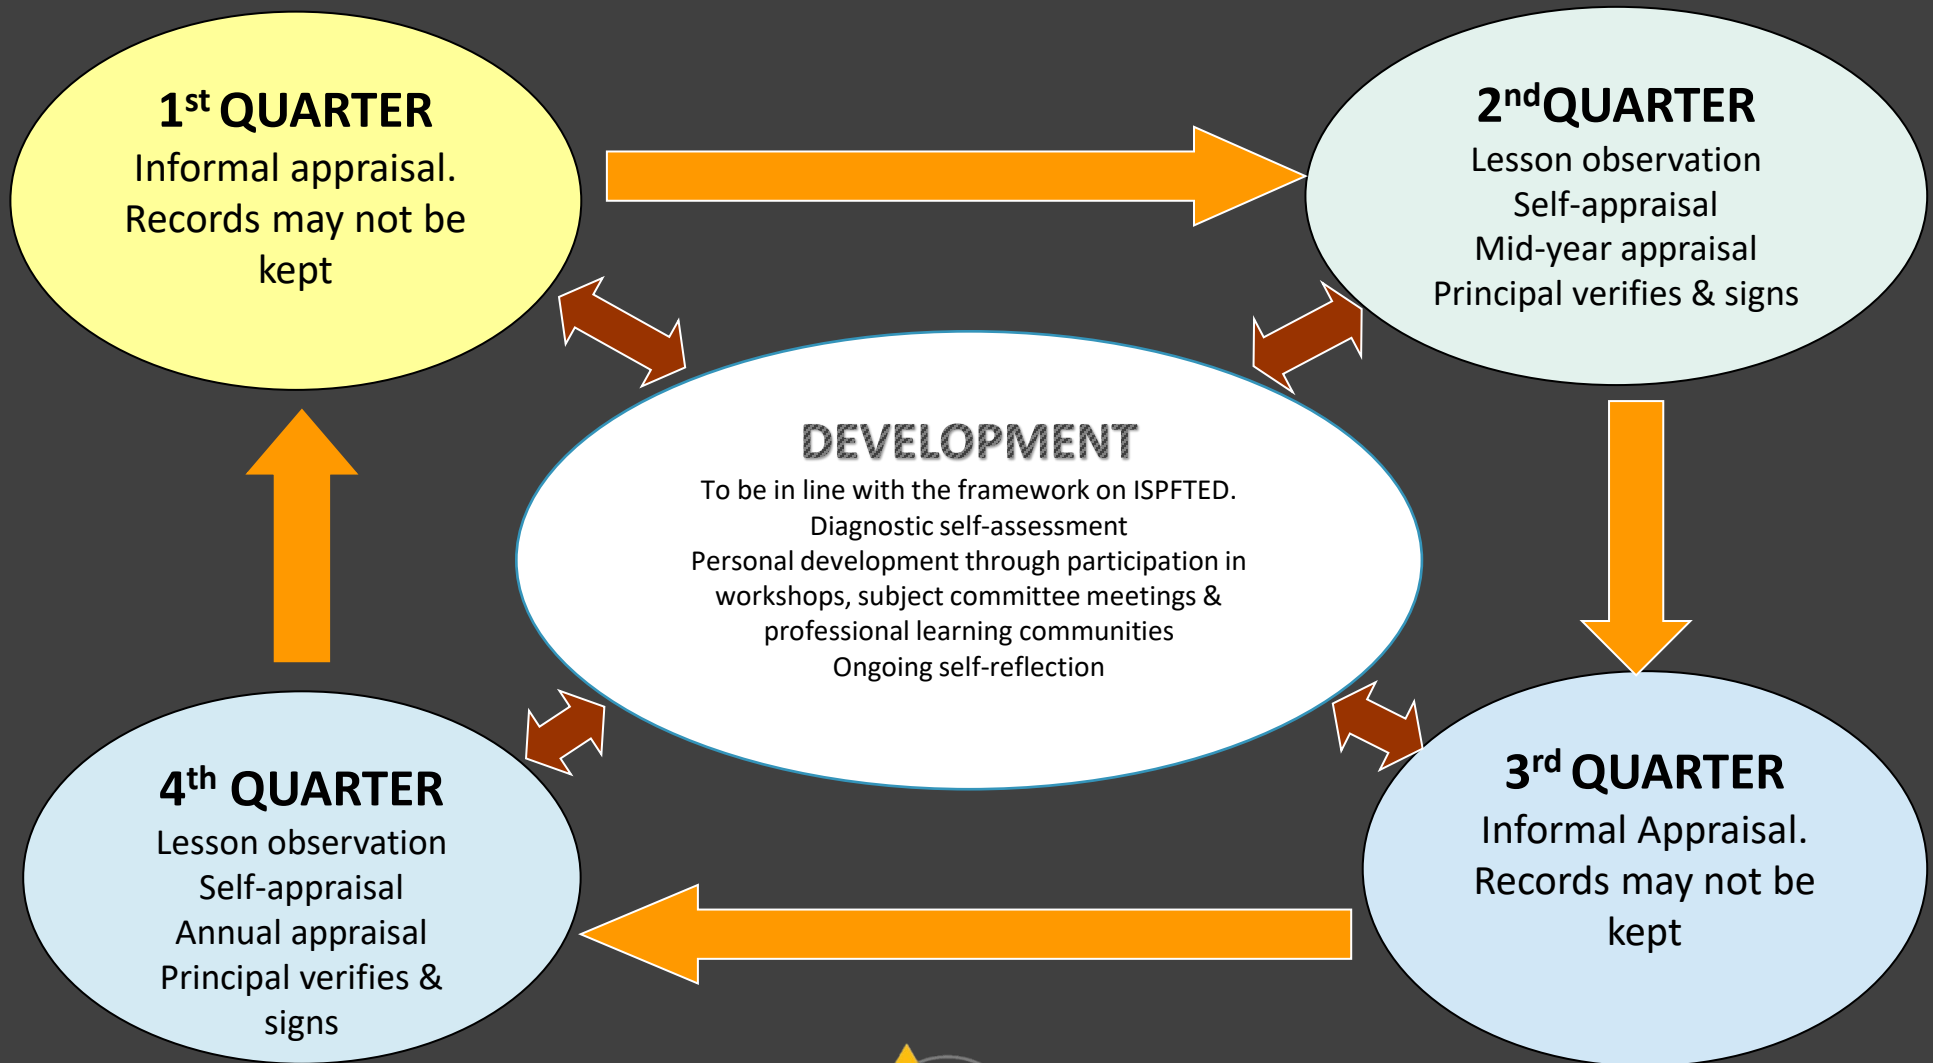 1st QUARTER
Informal appraisal.
Records may not be
kept
2ndQUARTER
Lesson observation
Self-appraisal
Mid-year appraisal
Principal verifies & signs
DEVELOPMENT
To be in line with the framework on ISPFTED.
Diagnostic self-assessment
Personal development through participation in
workshops, subject committee meetings &
professional learning communities
Ongoing self-reflection
4th QUARTER
Lesson observation
Self-appraisal
Annual appraisal
Principal verifies &
signs
3rd QUARTER
Informal Appraisal.
Records may not be
kept